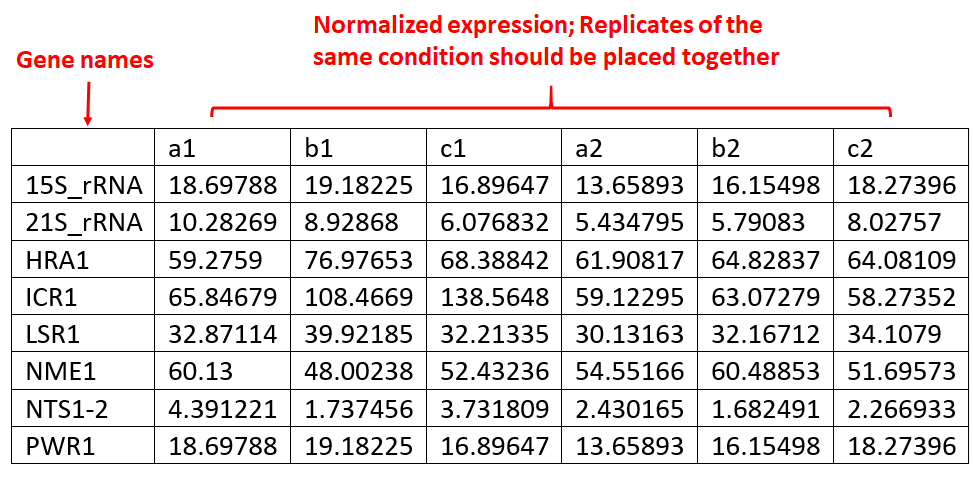 Normalized expression; Replicates of the
same condition should be placed together
Gene names
a1 b1 c1 a2 b2 c2
15S_rRNA 18.69788 19.18225 16.89647 13.65893 16.15498 18.27396
21S_rRNA 10.28269 8.92868 6.076832 5.434795 5.79083 8.02757
HRA1 59.2759 76.97653 68.38842 61.90817 64.82837 64.08109
ICR1 65.84679 108.4669 138.5648 59.12295 63.07279 58.27352
LSR1 32.87114 39.92185 32.21335 30.13163 32.16712 34.1079
NME1 60.13 48.00238 52.43236 54.55166 60.48853 51.69573
NTS1-2 4.391221 1.737456 3.731809 2.430165 1.682491 2.266933
PWR1 18.69788 19.18225 16.89647 13.65893 16.15498 18.27396